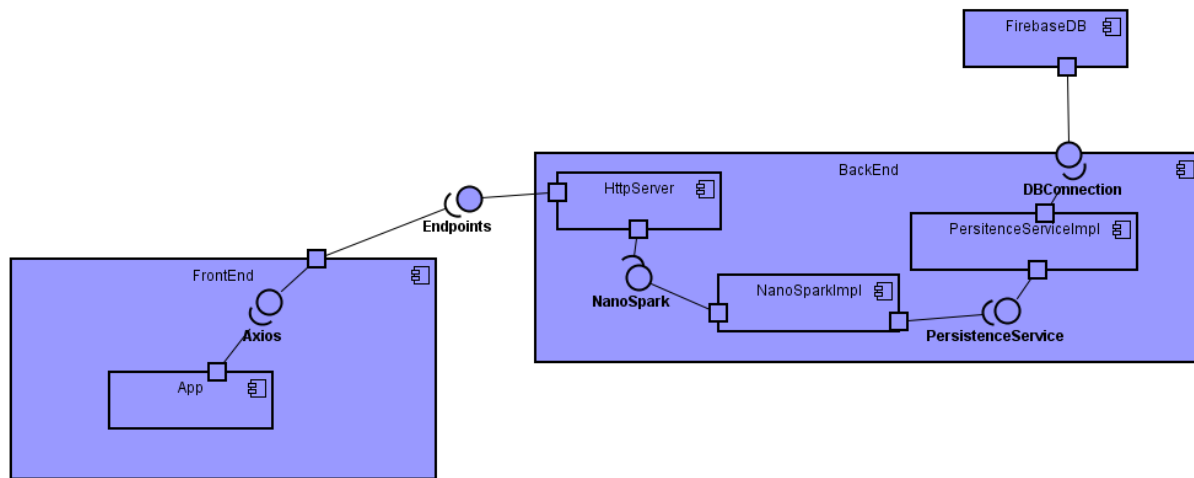 FirebaseDB
BackEnd
HttpServer
DBConnection
Endpoints
PersitenceServiceImpl
FrontEnd
NanoSpark
NanoSparkImpl
Axios
PersistenceService
App